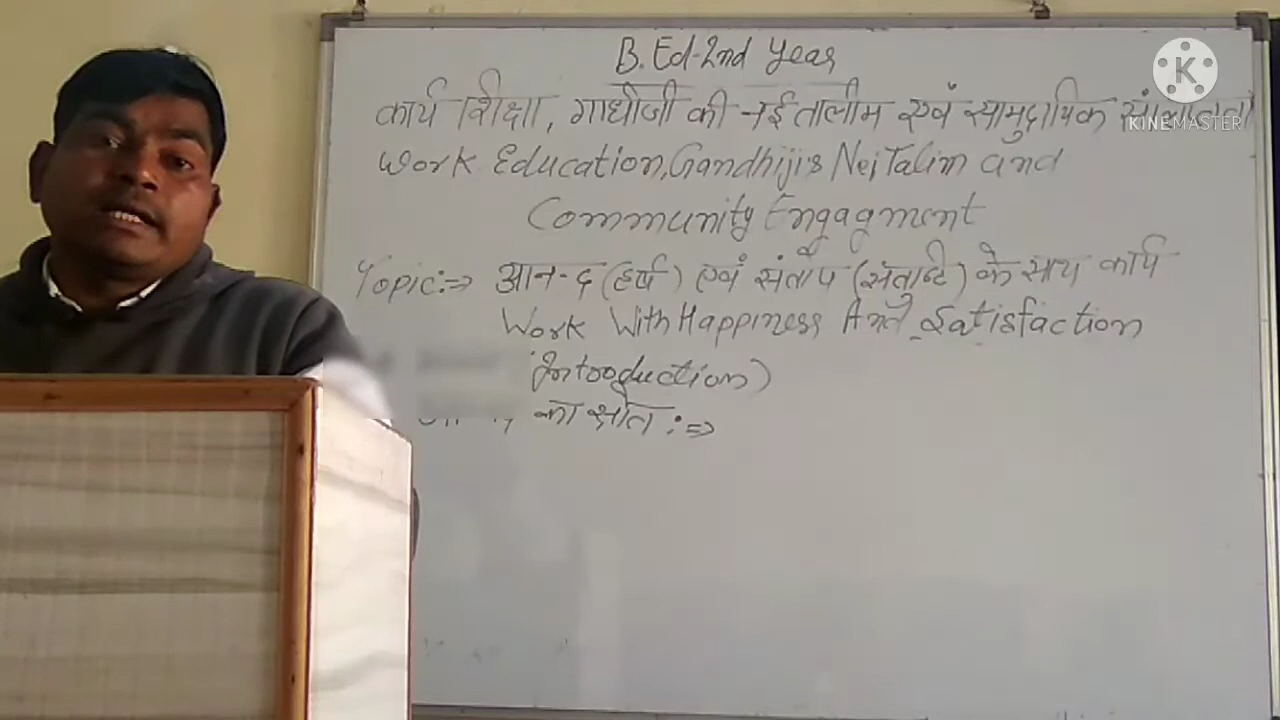 B.Ed-2nd Year
कार्य शिक्षा, गाधीजी की नई तालीम एवं सामुदायिक
KINEMASTER
Work Education, Gandhiji's Nei Talim and
Community Engagment
Topic:⇒ आनन्द (हर्ष) एवं संतोष (संतुष्टि) के साथ कार्य
Work With Happiness And Satisfaction
Introduction)
का स्रोत :⇒